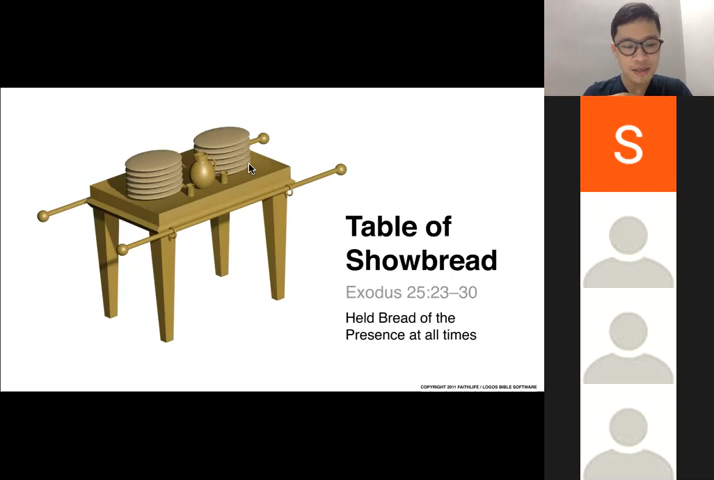 S
Table of
Showbread
Exodus 25:23–30
Held Bread of the
Presence at all times
COPYRIGHT 2011 FAITHLIFE / LOGOS BIBLE SOFTWARE